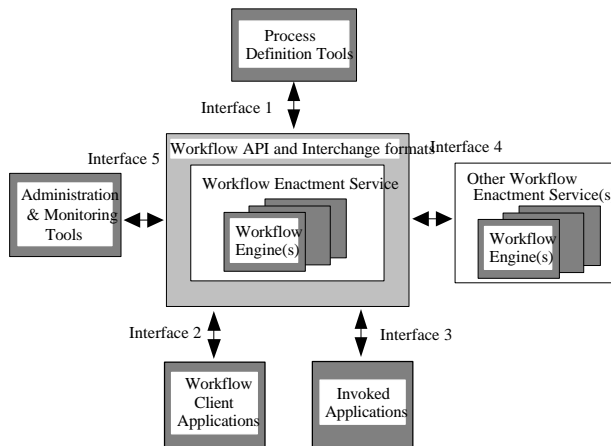 Process
Definition Tools
Interface 1
Interface 4
Workflow API and Interchange formats
Interface 5
Workflow Enactment Service
Workflow
Engine(s)
Administration
& Monitoring
Tools
Other Workflow
Enactment Service(s
Workflow
Engine(s)
Interface 2
Interface 3
Workflow
Client
Applications
Invoked
Applications